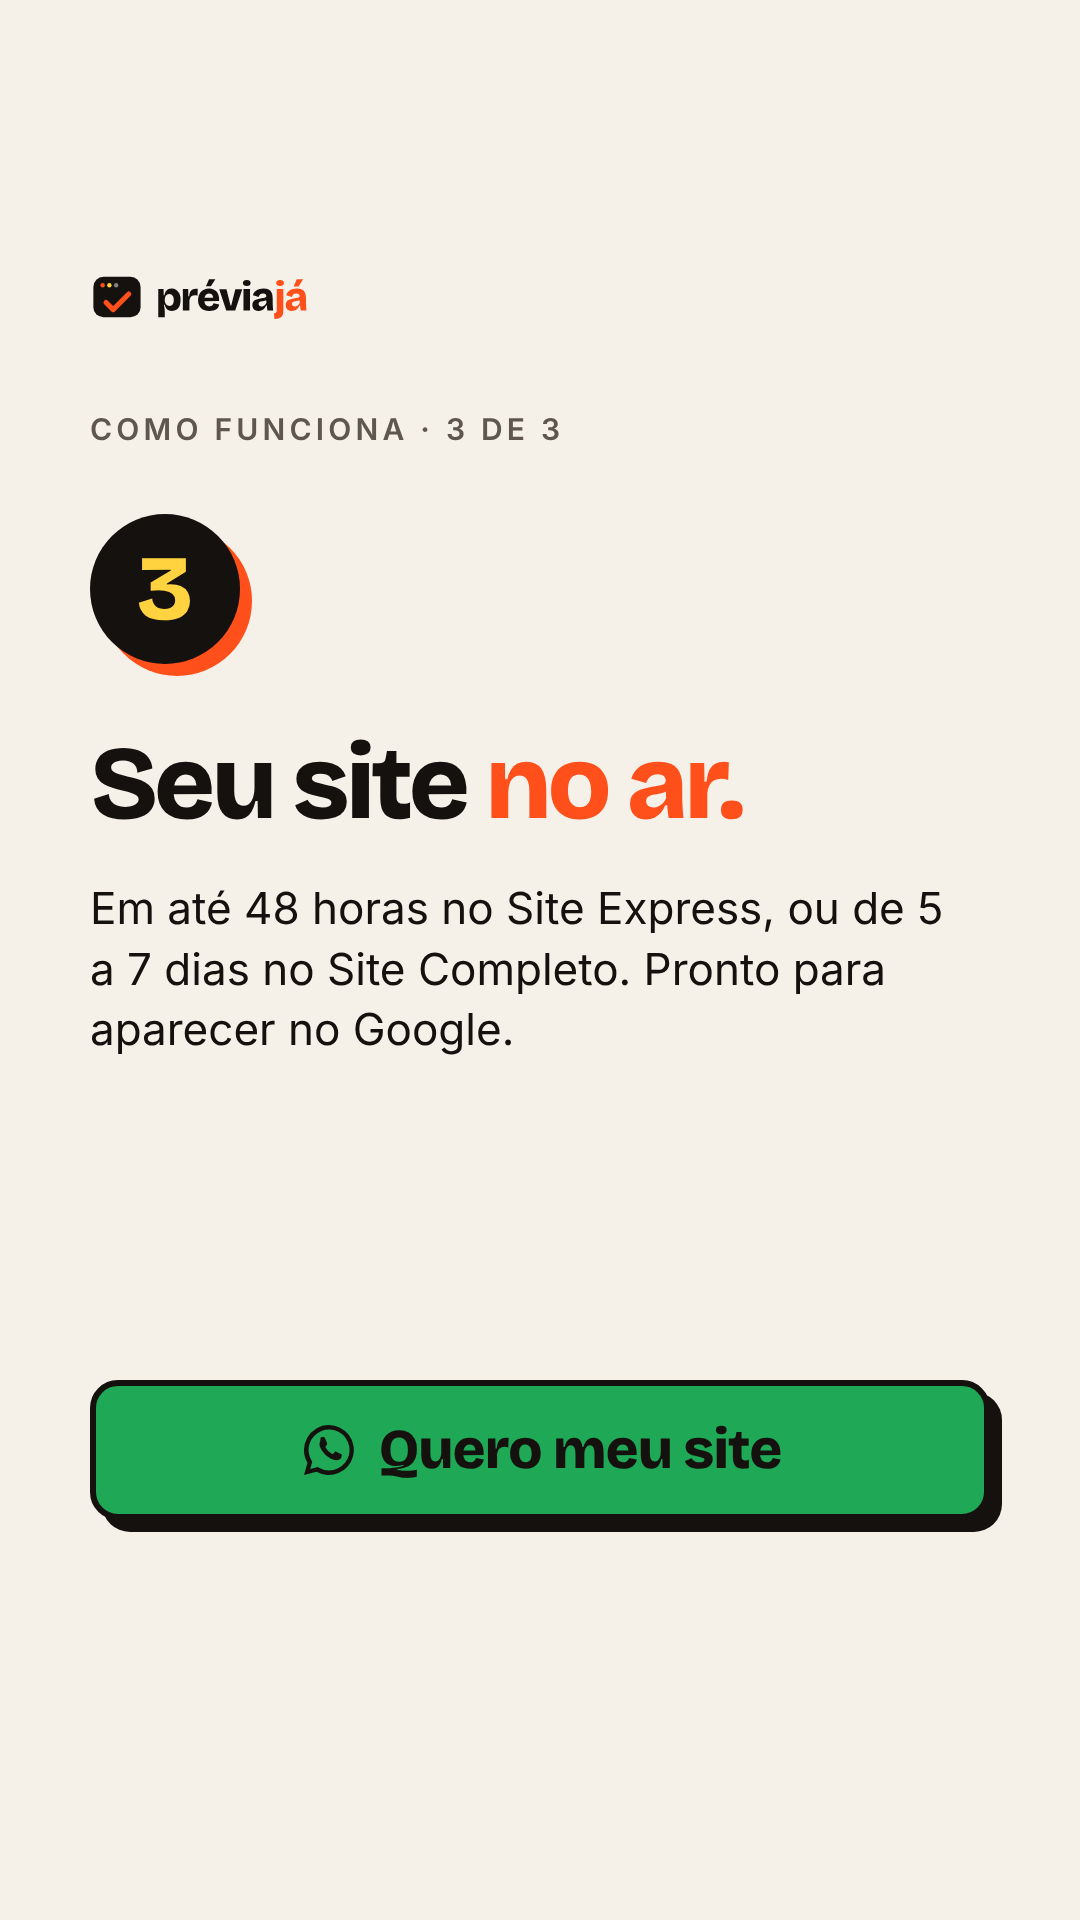 préviajá
COMO FUNCIONA · 3 DE 3
3
Seu site no ar.
Em até 48 horas no Site Express, ou de 5
a 7 dias no Site Completo. Pronto para
aparecer no Google.
Quero meu site